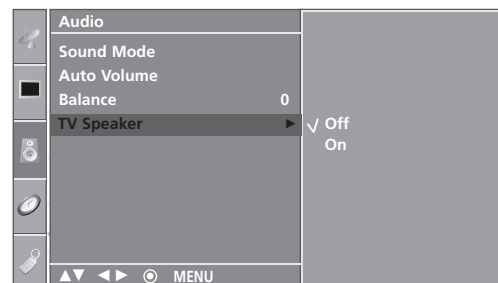 Audio
Sound Mode
Auto Volume
Balance 0
TV Speaker ► √ Off
On
▲▼ ◄► ⦿ MENU